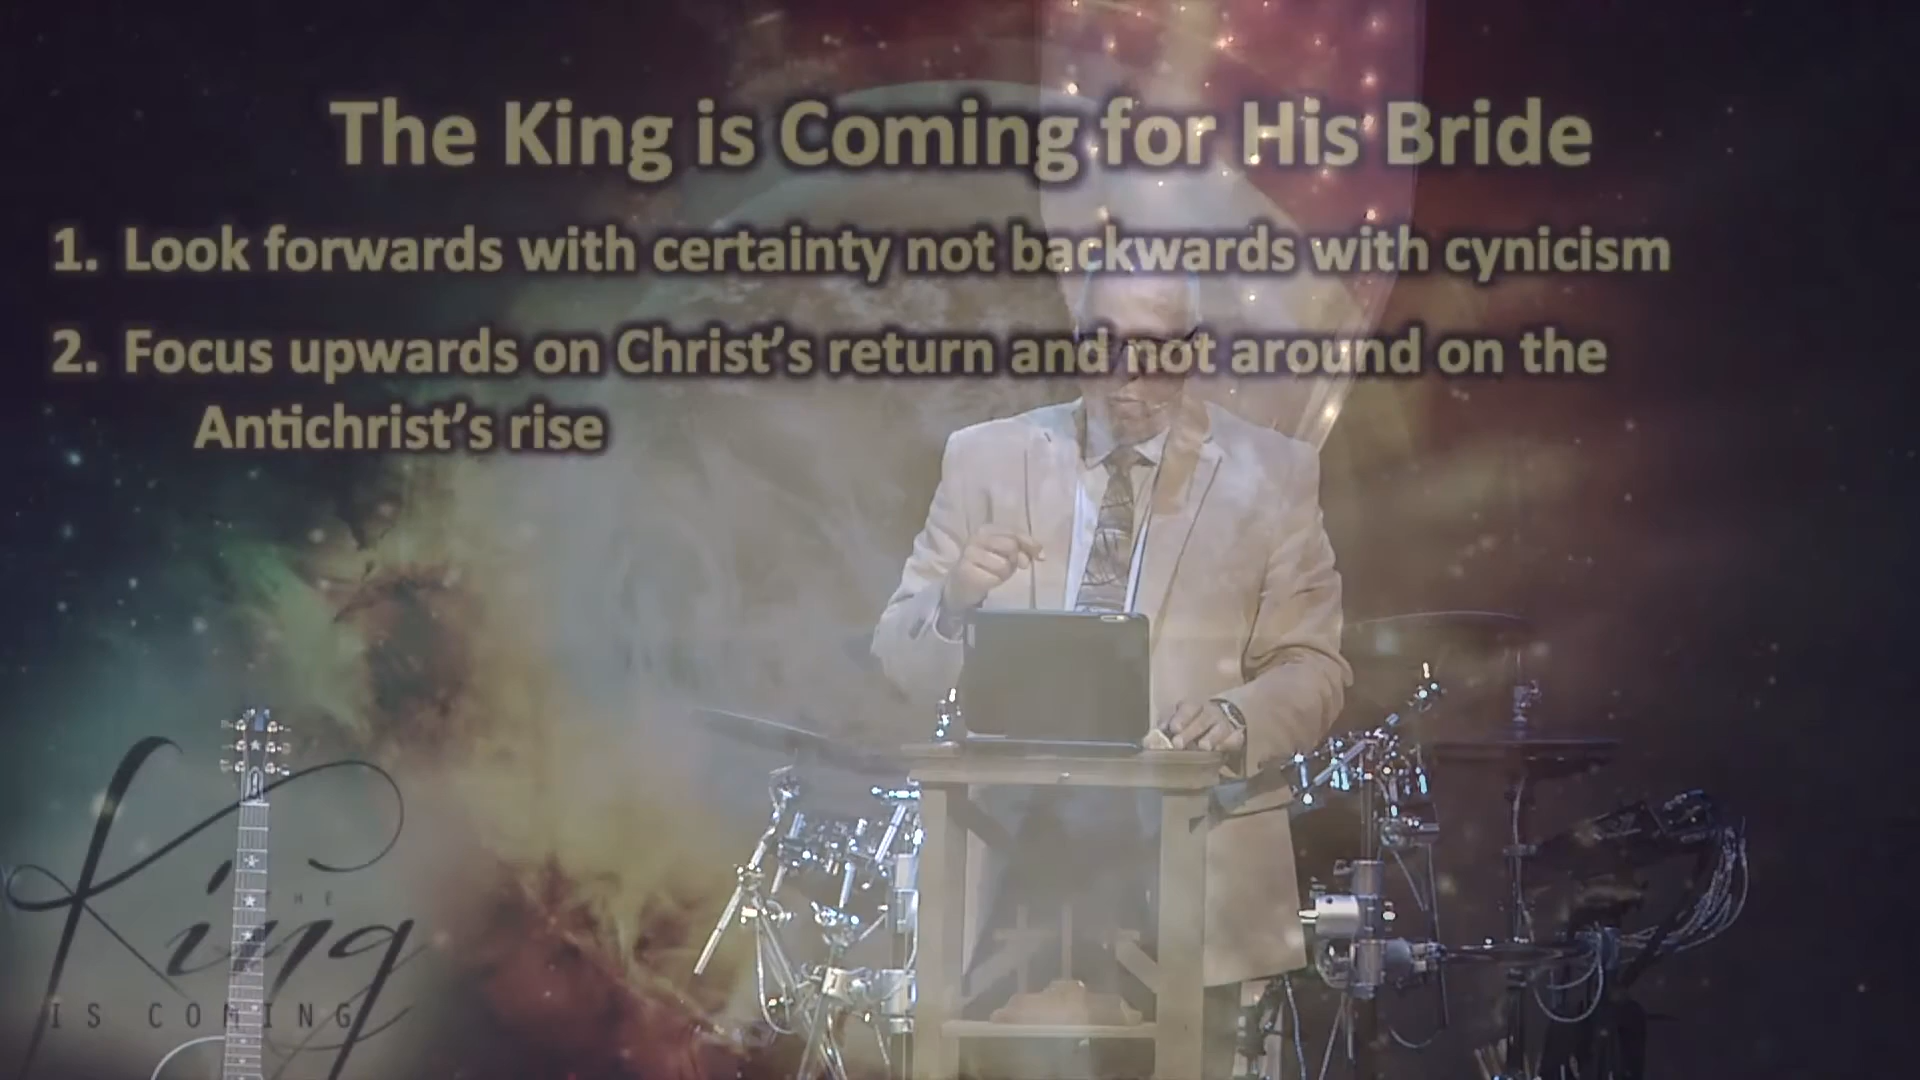 The King is Coming for His Bride
1. Look forwards with certainty not backwards with cynicism
2. Focus upwards on Christ's return and not around on the
Antichrist's rise
THE
King
IS COMING